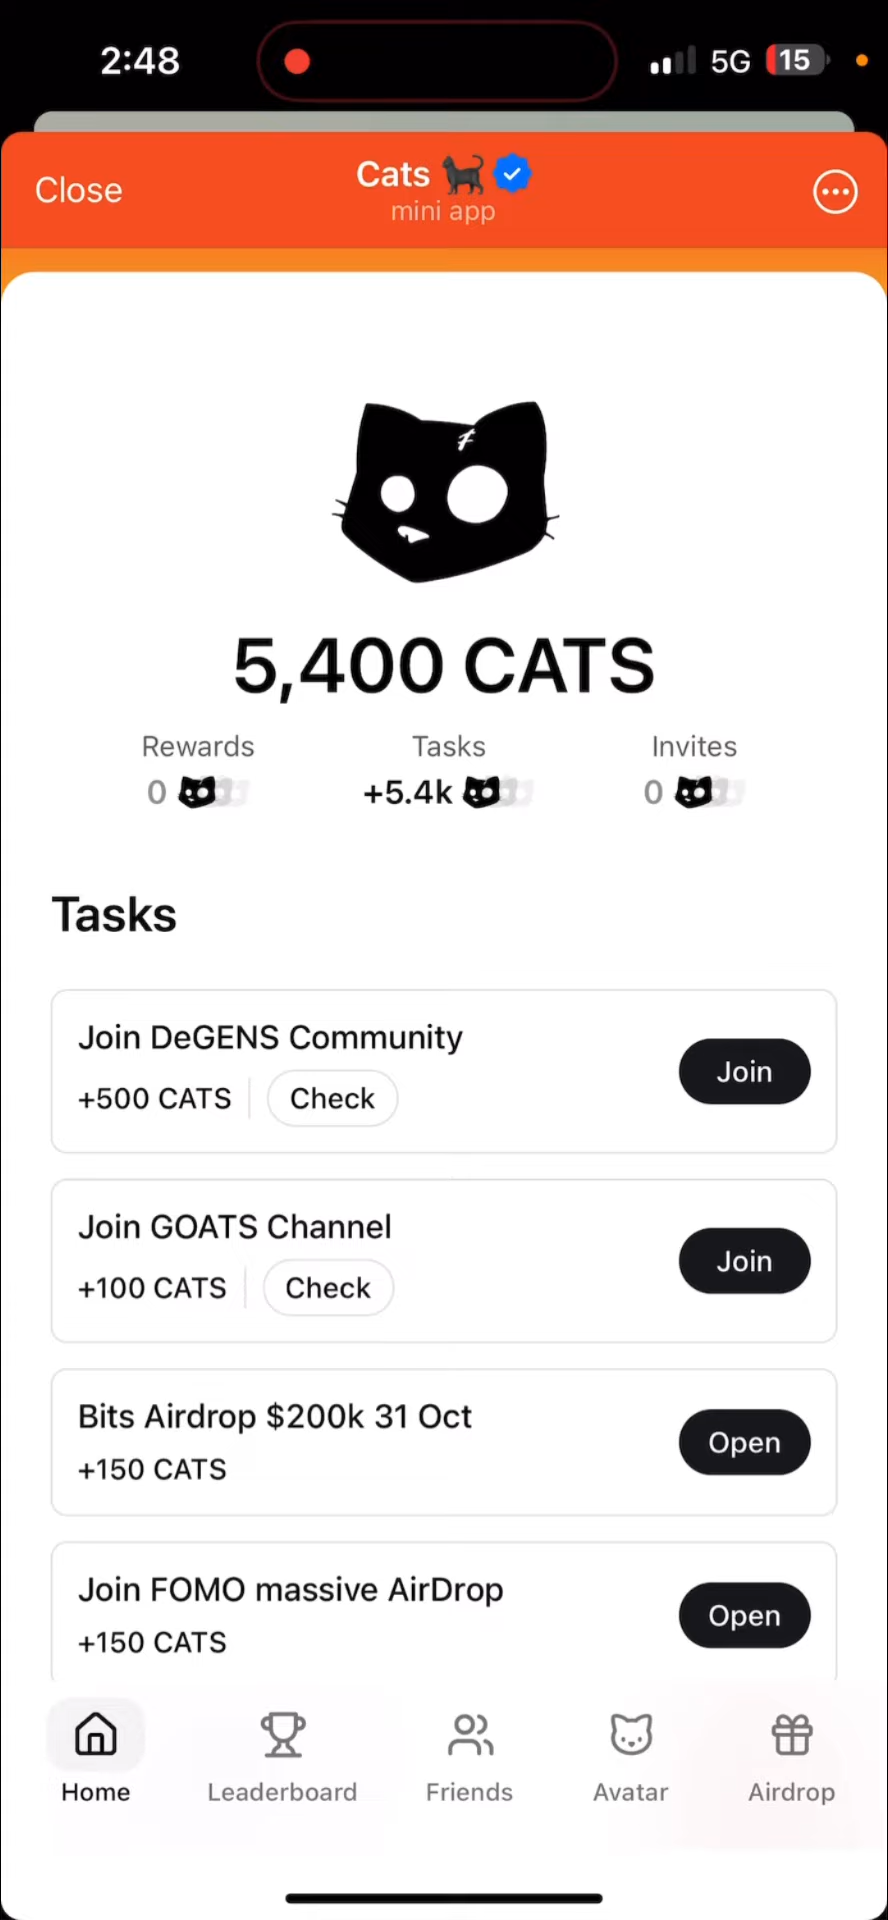 2:48
5G
15
Close
Cats
mini app
5,400 CATS
Rewards
Tasks
Invites
0
+5.4k
0
Tasks
Join DeGENS Community
+500 CATS
Check
Join
Join GOATS Channel
+100 CATS
Check
Join
Bits Airdrop $200k 31 Oct
+150 CATS
Open
Join FOMO massive AirDrop
+150 CATS
Open
Home
Leaderboard
Friends
Avatar
Airdrop